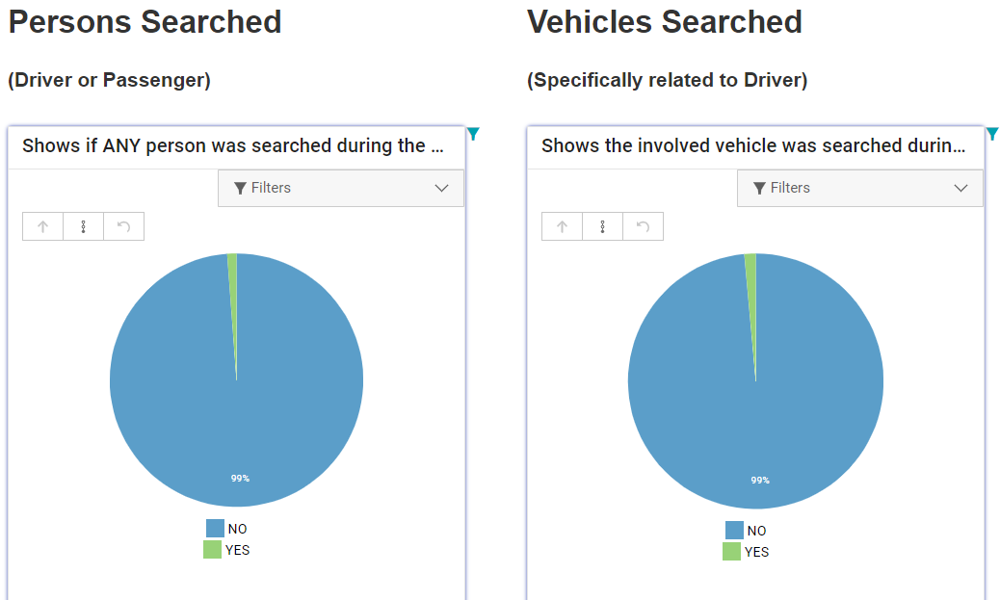 Persons Searched
(Driver or Passenger)
Shows if ANY person was searched during the ...
Filters
99%
NO
YES
Vehicles Searched
(Specifically related to Driver)
Shows the involved vehicle was searched durin...
Filters
99%
NO
YES